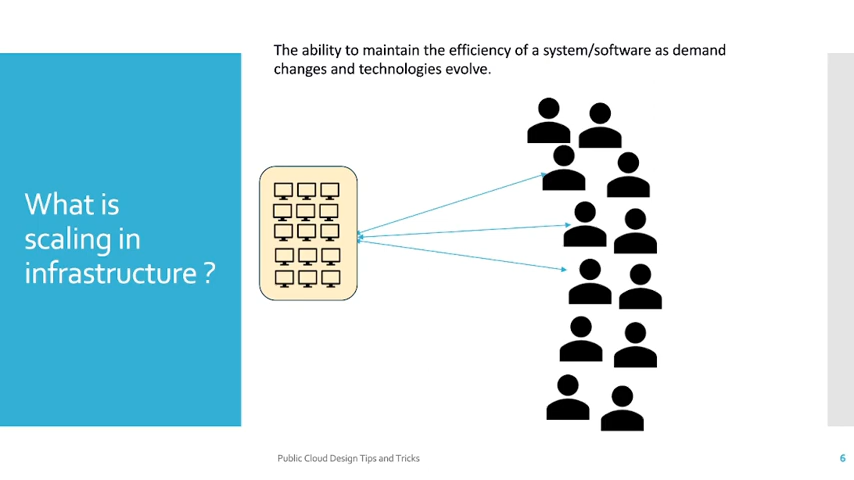 The ability to maintain the efficiency of a system/software as demand
changes and technologies evolve.
What is
scaling in
infrastructure ?
Public Cloud Design Tips and Tricks
6